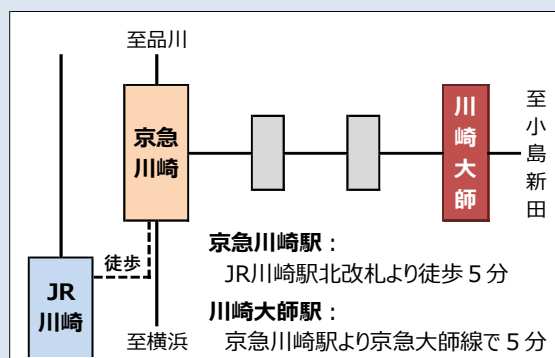 至品川
京急
川崎
川崎大師
至小島新田
徒歩
JR
川崎
至横浜
京急川崎駅：
JR川崎駅北改札より徒歩５分
川崎大師駅：
京急川崎駅より京急大師線で５分